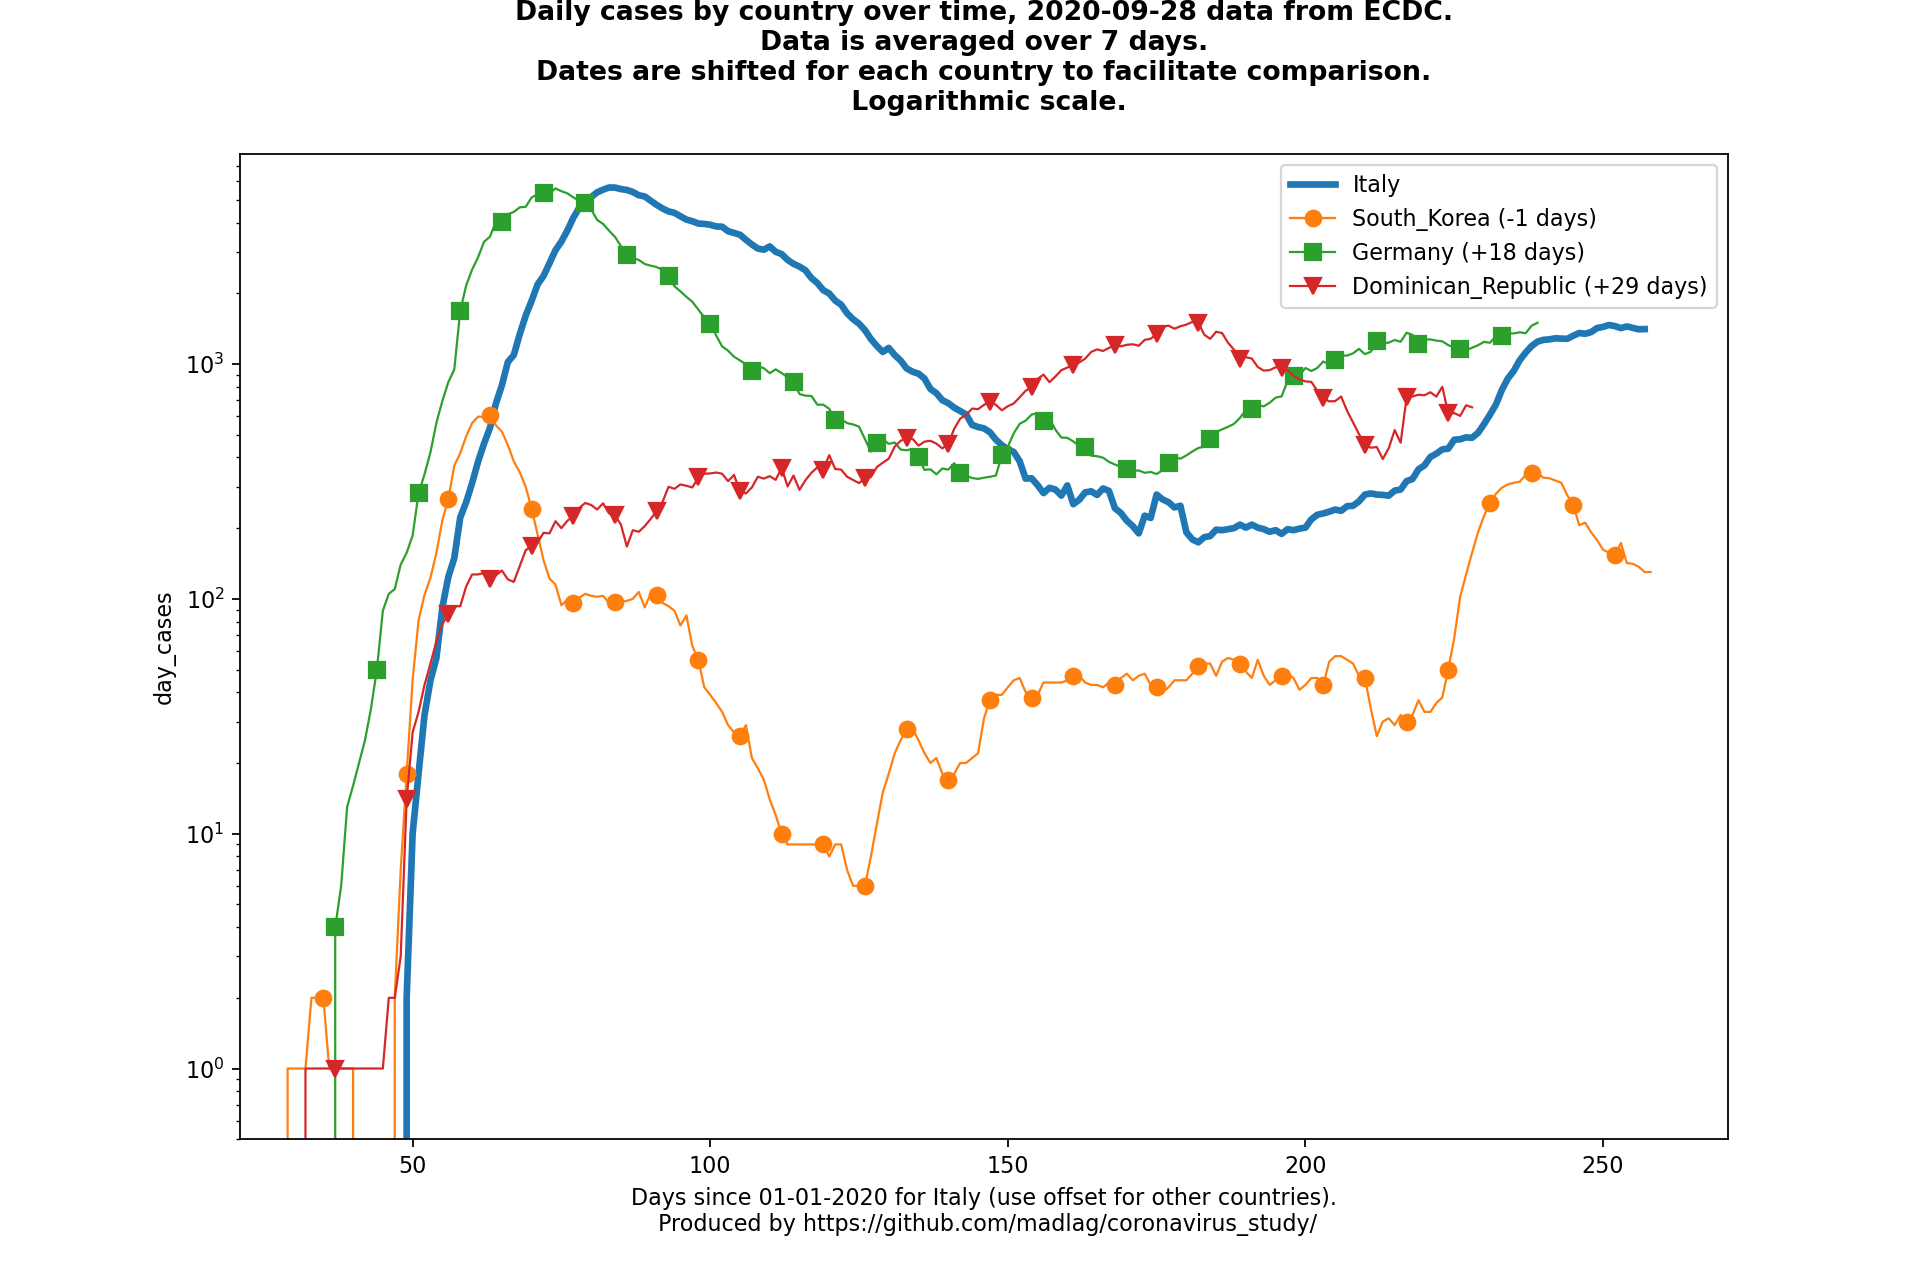 Daily cases by country over time, 2020-09-28 data from ECDC.
Data is averaged over 7 days.
Dates are shifted for each country to facilitate comparison.
Logarithmic scale.
Italy
South_Korea (-1 days)
Germany (+18 days)
Dominican_Republic (+29 days)
day_cases
10³
10²
10¹
10⁰
50
100
150
200
250
Days since 01-01-2020 for Italy (use offset for other countries).
Produced by https://github.com/madlag/coronavirus_study/